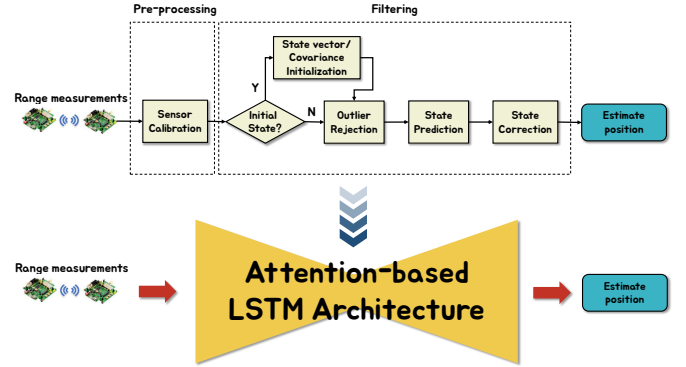 Pre-processing
Filtering
State vector/
Covariance
Initialization
Y
Range measurements
Sensor
Calibration
Initial
State?
N
Outlier
Rejection
State
Prediction
State
Correction
Estimate
position
Range measurements
Attention-based
LSTM Architecture
Estimate
position